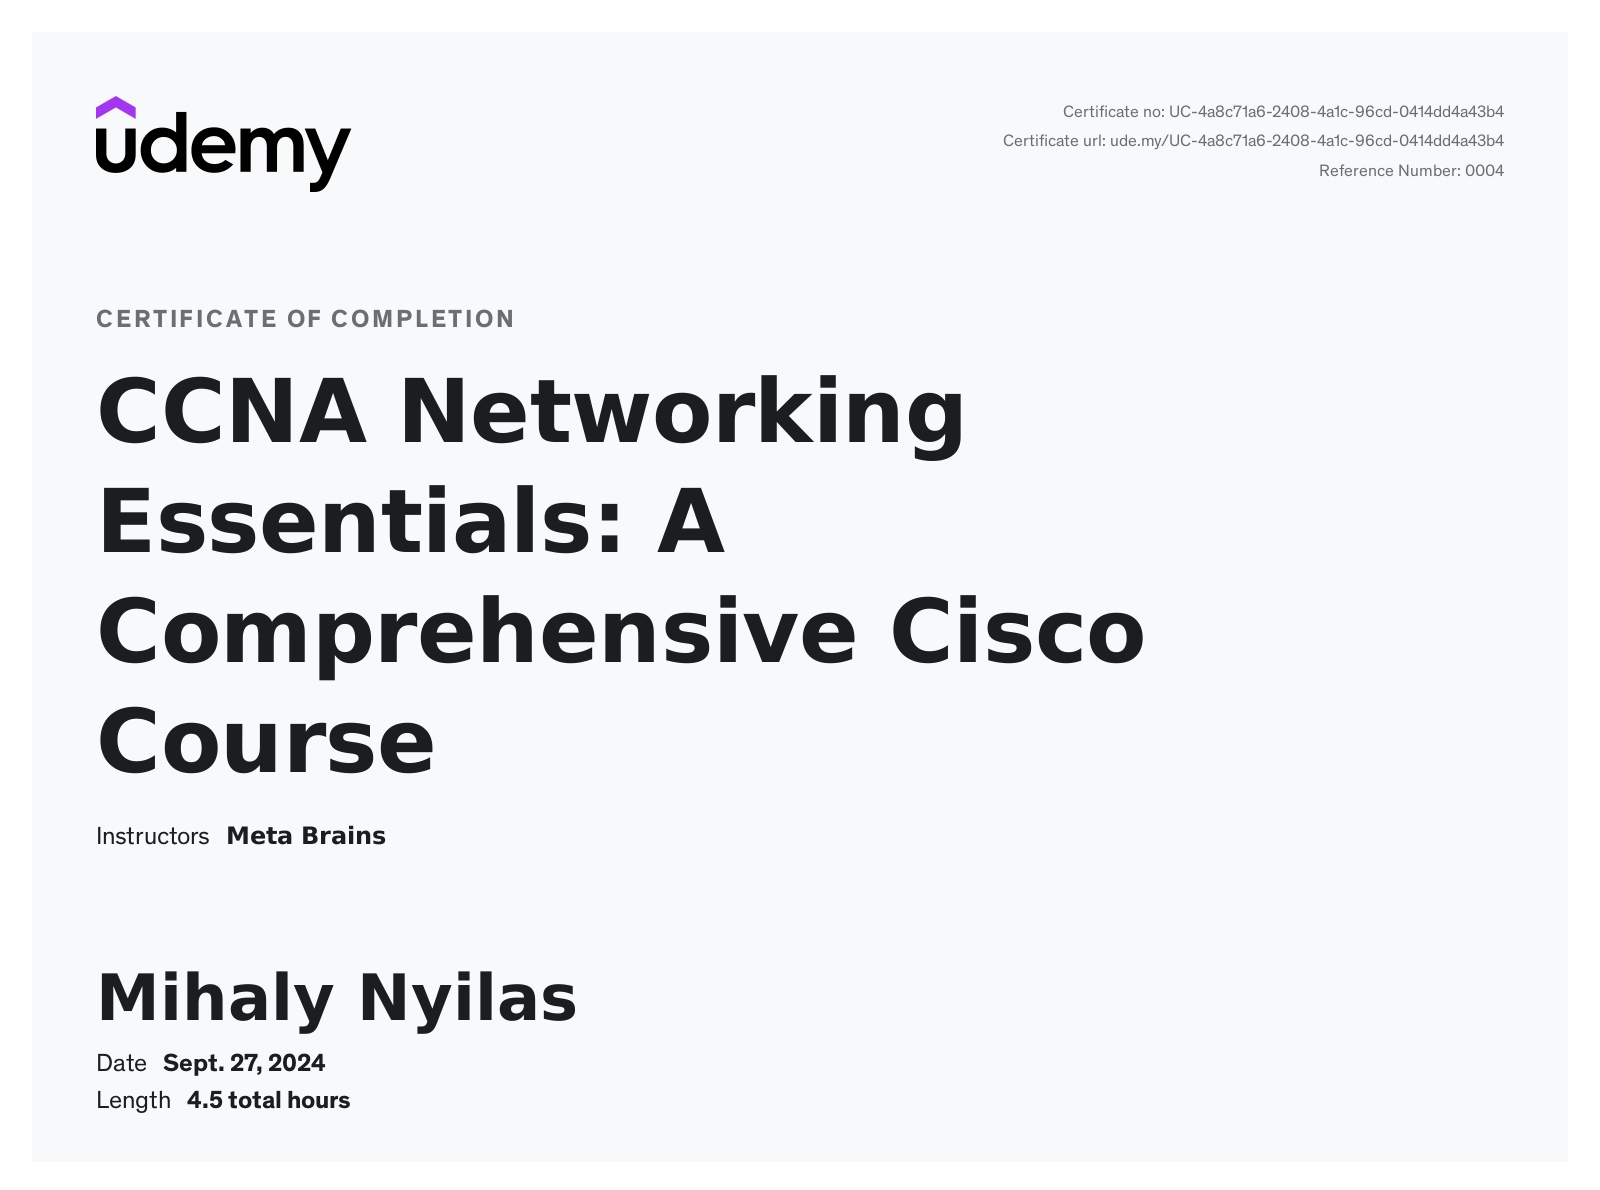 udemy
Certificate no: UC-4a8c71a6-2408-4a1c-96cd-0414dd4a43b4
Certificate url: ude.my/UC-4a8c71a6-2408-4a1c-96cd-0414dd4a43b4
Reference Number: 0004
CERTIFICATE OF COMPLETION
CCNA Networking
Essentials: A
Comprehensive Cisco
Course
Instructors Meta Brains
Mihaly Nyilas
Date Sept. 27, 2024
Length 4.5 total hours